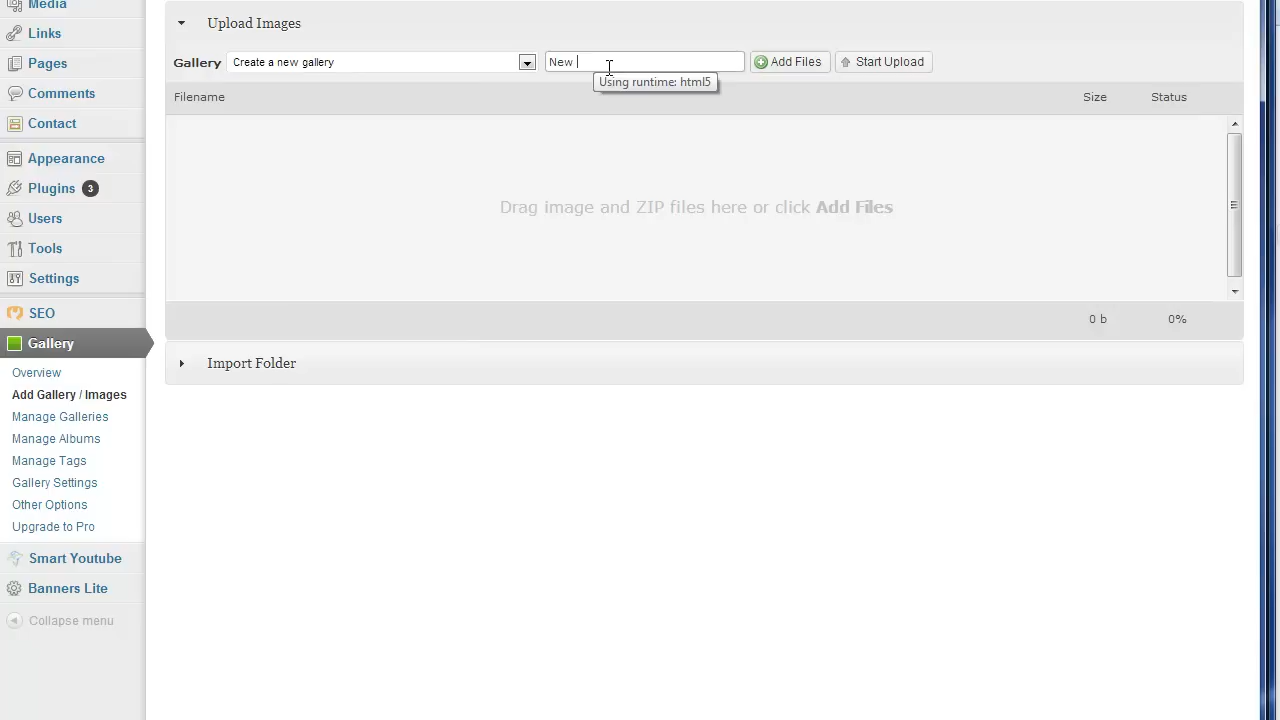 Media
Links
Pages
Comments
Contact
Appearance
Plugins 3
Users
Tools
Settings
SEO
Gallery
Overview
Add Gallery / Images
Manage Galleries
Manage Albums
Manage Tags
Gallery Settings
Other Options
Upgrade to Pro
Smart Youtube
Banners Lite
Collapse menu
Upload Images
Gallery Create a new gallery New Add Files Start Upload
Using runtime: html5
Filename Size Status
Drag image and ZIP files here or click Add Files
0 b 0%
Import Folder